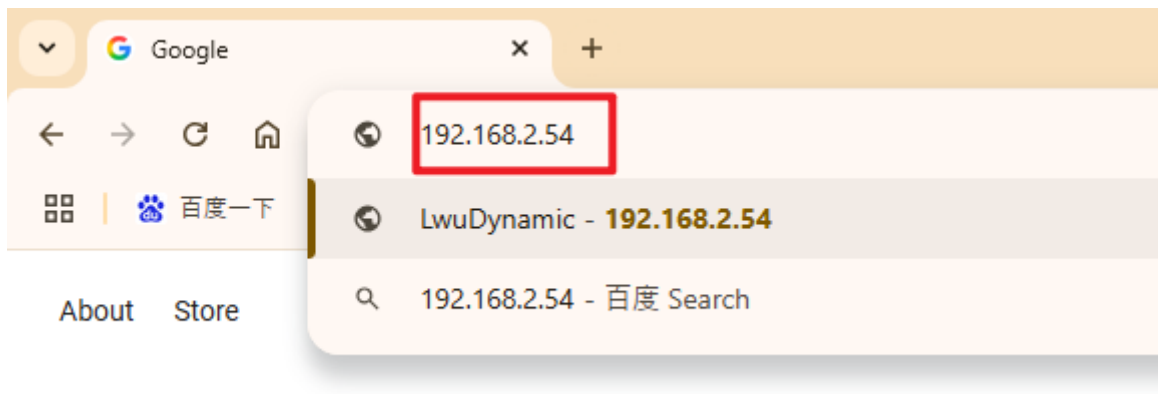 Google
192.168.2.54
百度一下
LwuDynamic - 192.168.2.54
About Store
192.168.2.54 - 百度 Search